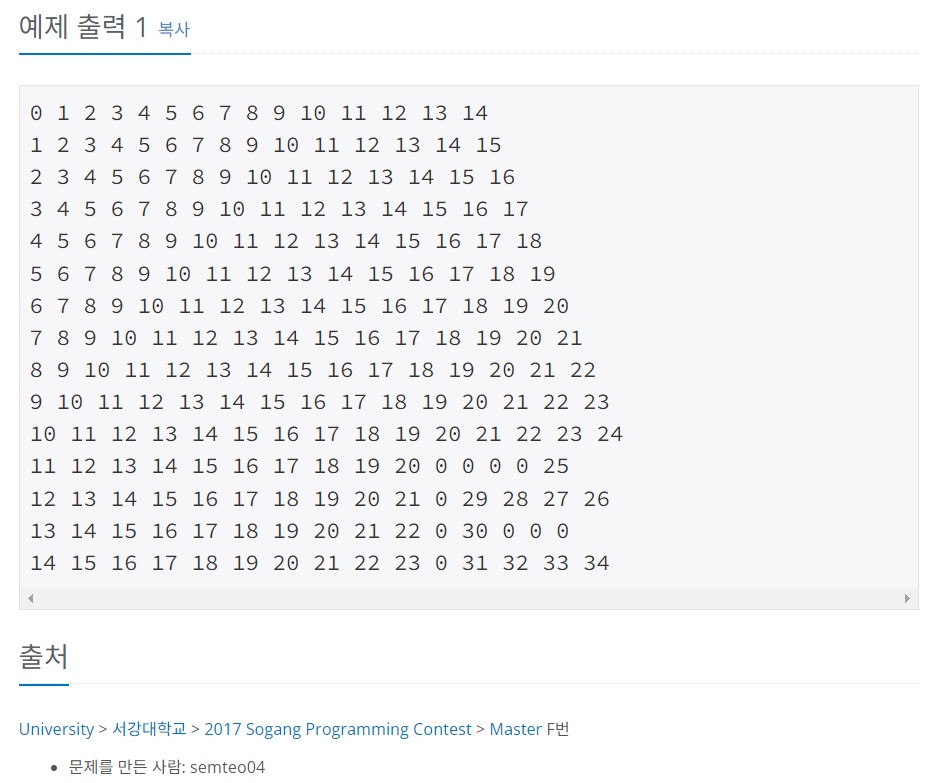 예제 출력 1 복사
0 1 2 3 4 5 6 7 8 9 10 11 12 13 14
1 2 3 4 5 6 7 8 9 10 11 12 13 14 15
2 3 4 5 6 7 8 9 10 11 12 13 14 15 16
3 4 5 6 7 8 9 10 11 12 13 14 15 16 17
4 5 6 7 8 9 10 11 12 13 14 15 16 17 18
5 6 7 8 9 10 11 12 13 14 15 16 17 18 19
6 7 8 9 10 11 12 13 14 15 16 17 18 19 20
7 8 9 10 11 12 13 14 15 16 17 18 19 20 21
8 9 10 11 12 13 14 15 16 17 18 19 20 21 22
9 10 11 12 13 14 15 16 17 18 19 20 21 22 23
10 11 12 13 14 15 16 17 18 19 20 21 22 23 24
11 12 13 14 15 16 17 18 19 20 0 0 0 0 25
12 13 14 15 16 17 18 19 20 21 0 29 28 27 26
13 14 15 16 17 18 19 20 21 22 0 30 0 0 0
14 15 16 17 18 19 20 21 22 23 0 31 32 33 34
출처
University > 서강대학교 > 2017 Sogang Programming Contest > Master F번
문제를 만든 사람: semteo04